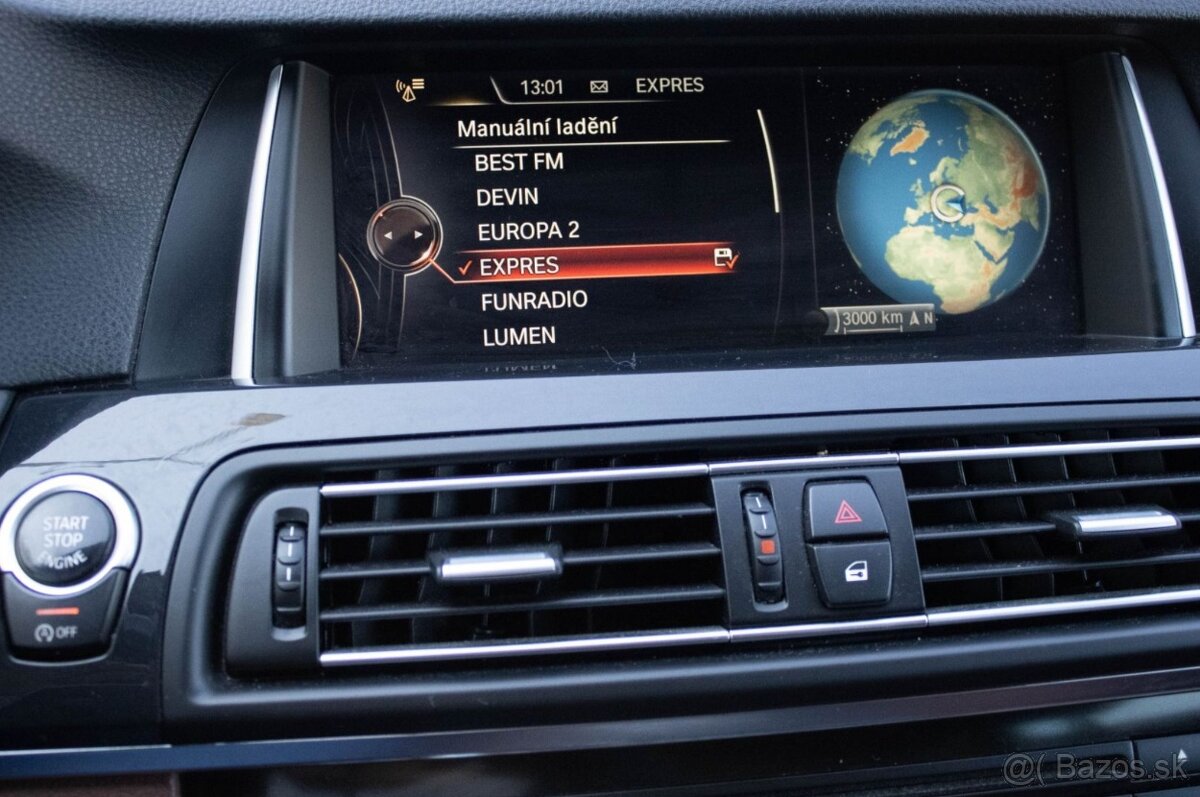 13:01 EXPRES
Manuální ladění
BEST FM
DEVIN
EUROPA 2
EXPRES
FUNRADIO
LUMEN
3000 km N
START
STOP
ENGINE
OFF
@( Bazos.sk